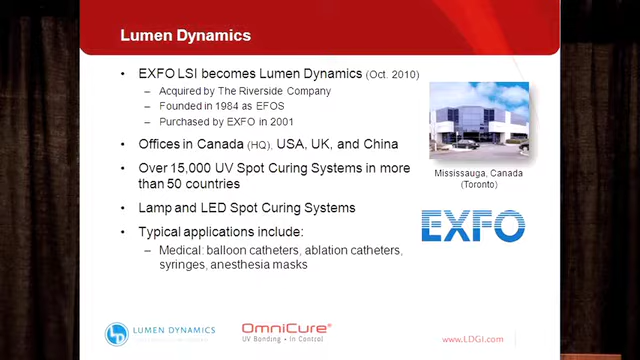 Lumen Dynamics
• EXFO LSI becomes Lumen Dynamics (Oct. 2010)
– Acquired by The Riverside Company
– Founded in 1984 as EFOS
– Purchased by EXFO in 2001
• Offices in Canada (HQ), USA, UK, and China
• Over 15,000 UV Spot Curing Systems in more
than 50 countries
• Lamp and LED Spot Curing Systems
• Typical applications include:
– Medical: balloon catheters, ablation catheters,
syringes, anesthesia masks
Mississauga, Canada
(Toronto)
EXFO
LD
LUMEN DYNAMICS
OmniCure®
UV Bonding • In Control
www.LDGI.com